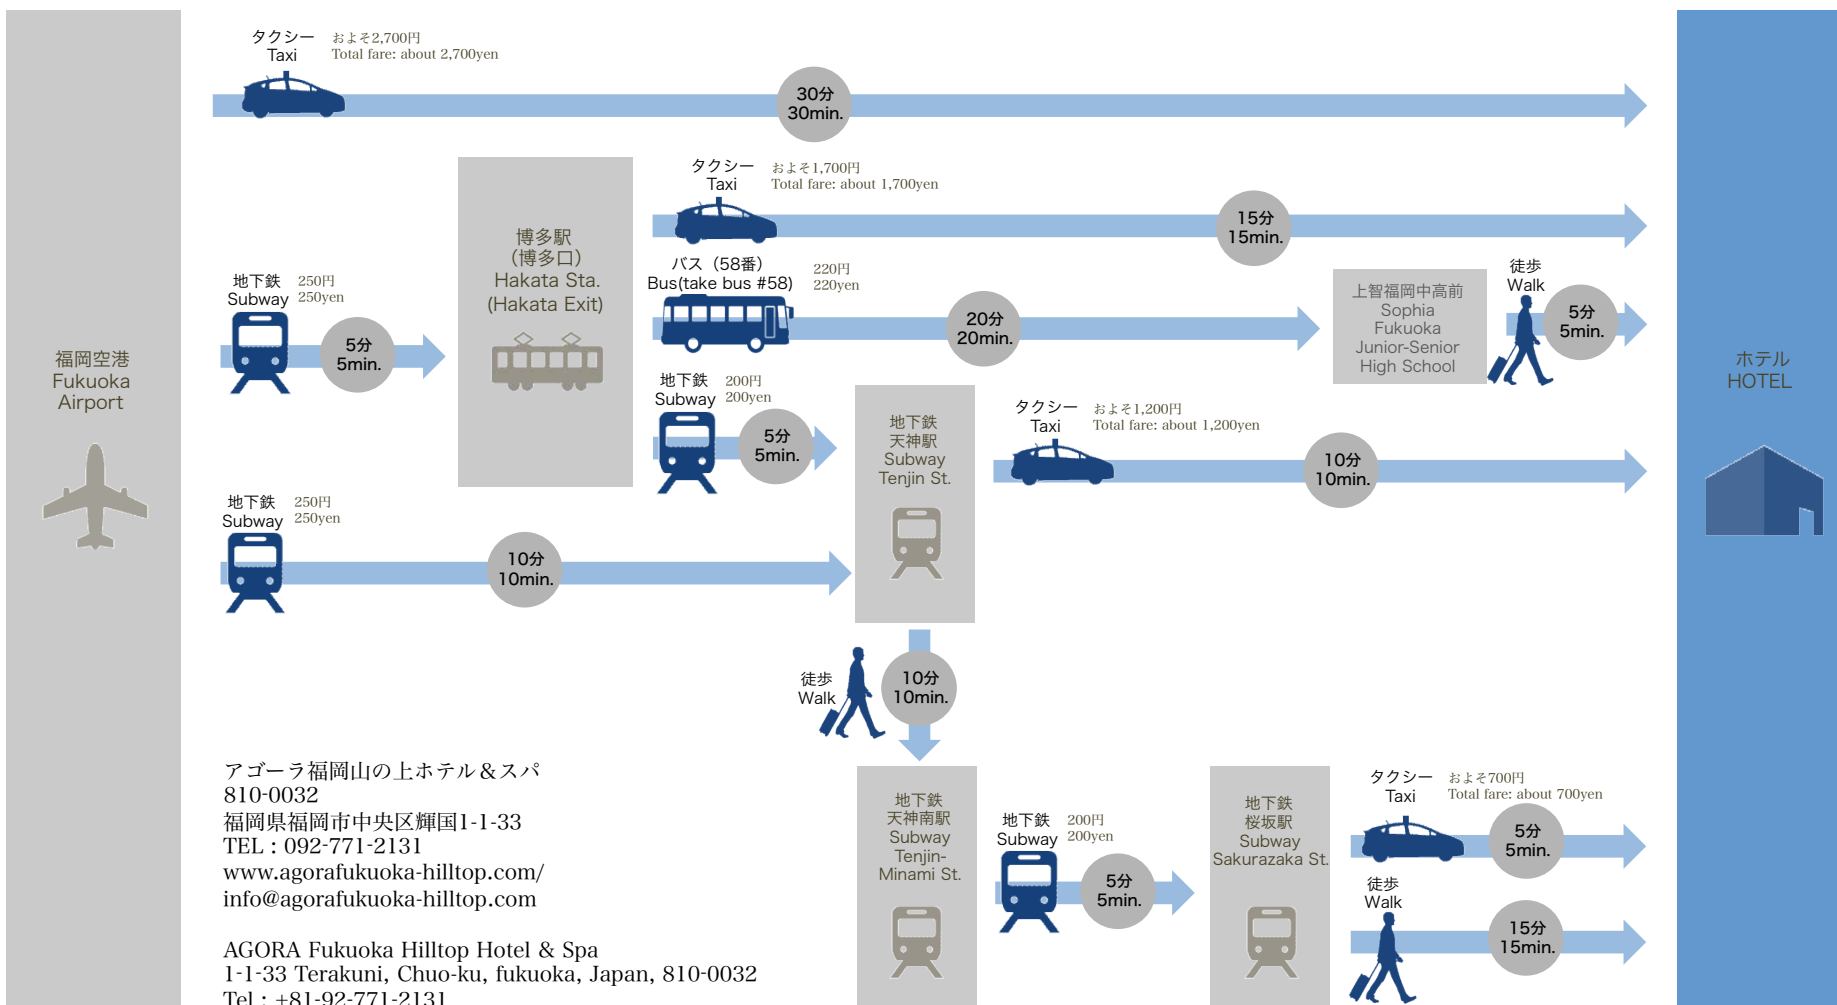 福岡空港
Fukuoka
Airport
タクシー
Taxi
およそ2,700円
Total fare: about 2,700yen
30分
30min.
地下鉄
Subway
250円
250yen
5分
5min.
博多駅
（博多口）
Hakata Sta.
(Hakata Exit)
タクシー
Taxi
およそ1,700円
Total fare: about 1,700yen
15分
15min.
バス（58番）
Bus(take bus #58)
220円
220yen
20分
20min.
上智福岡中高前
Sophia
Fukuoka
Junior-Senior
High School
徒歩
Walk
5分
5min.
地下鉄
Subway
200円
200yen
5分
5min.
地下鉄
天神駅
Subway
Tenjin St.
タクシー
Taxi
およそ1,200円
Total fare: about 1,200yen
10分
10min.
地下鉄
Subway
250円
250yen
10分
10min.
徒歩
Walk
10分
10min.
地下鉄
天神南駅
Subway
Tenjin-
Minami St.
地下鉄
Subway
200円
200yen
5分
5min.
地下鉄
桜坂駅
Subway
Sakurazaka St.
タクシー
Taxi
およそ700円
Total fare: about 700yen
5分
5min.
徒歩
Walk
15分
15min.
ホテル
HOTEL
アゴーラ福岡山の上ホテル＆スパ
810-0032
福岡県福岡市中央区輝国1-1-33
TEL : 092-771-2131
www.agorafukuoka-hilltop.com/
info@agorafukuoka-hilltop.com
AGORA Fukuoka Hilltop Hotel & Spa
1-1-33 Terakuni, Chuo-ku, fukuoka, Japan, 810-0032
Tel : +81-92-771-2131